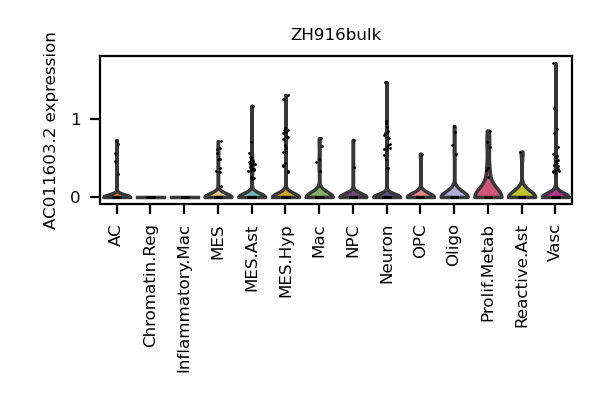 ZH916bulk
AC011603.2 expression
1
0
AC
Chromatin.Reg
Inflammatory.Mac
MES
MES.Ast
MES.Hyp
Mac
NPC
Neuron
OPC
Oligo
Prolif.Metab
Reactive.Ast
Vasc